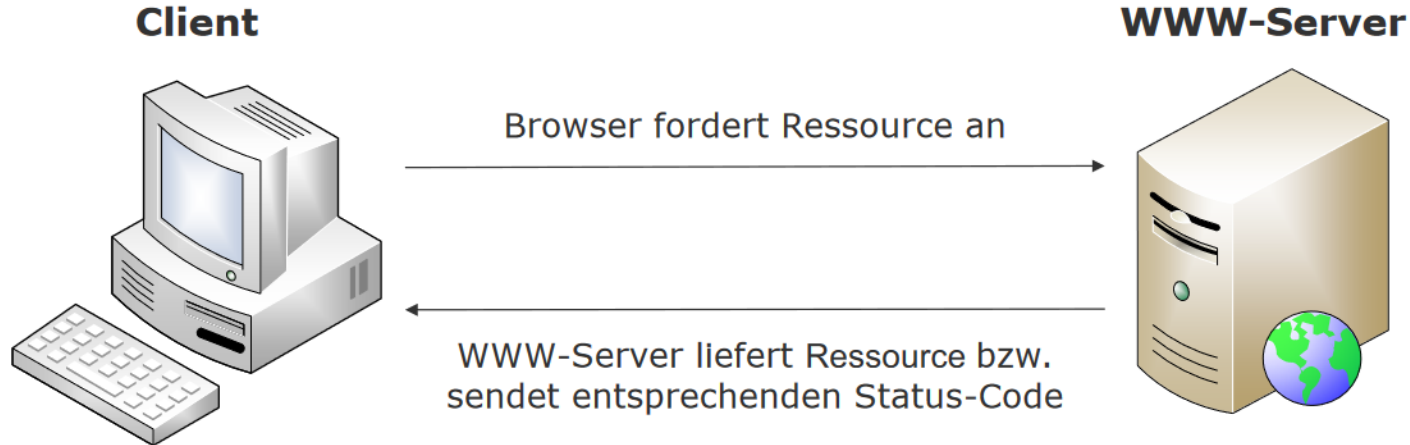 Client
WWW-Server
Browser fordert Ressource an
WWW-Server liefert Ressource bzw.
sendet entsprechenden Status-Code